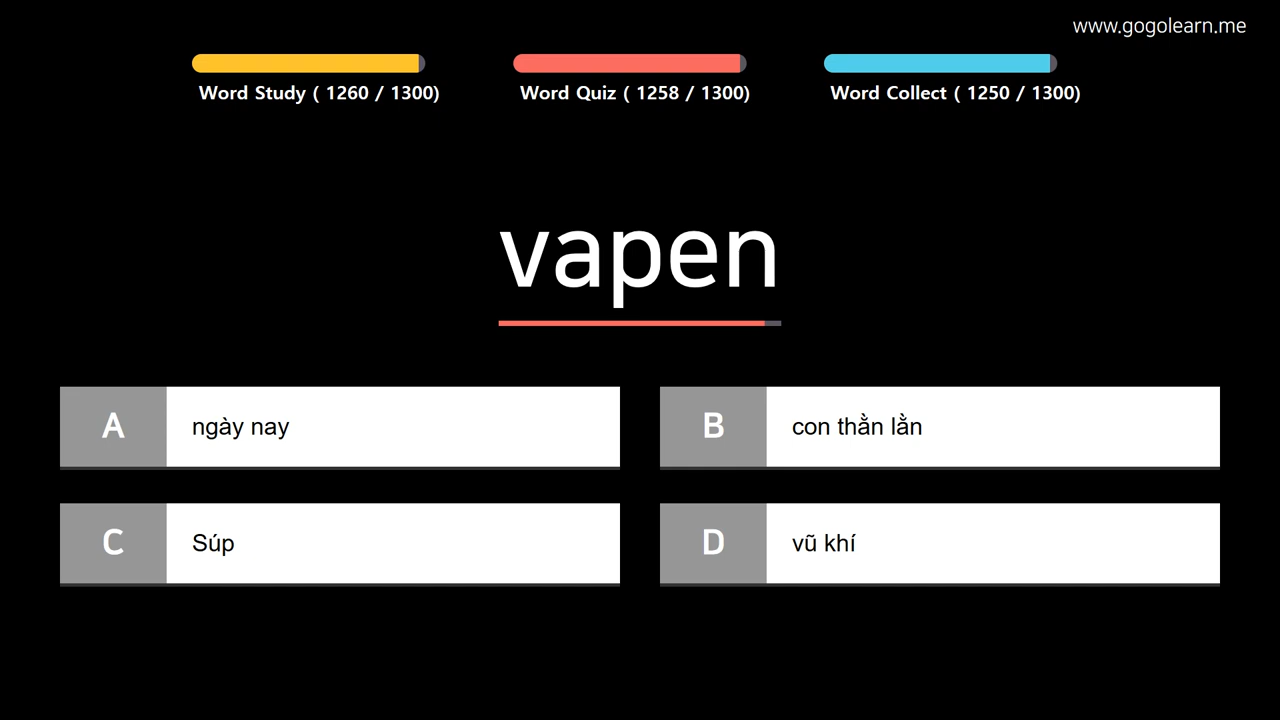 www.gogolearn.me
Word Study ( 1260 / 1300)
Word Quiz ( 1258 / 1300)
Word Collect ( 1250 / 1300)
vapen
A
ngày nay
B
con thằn lằn
C
Súp
D
vũ khí